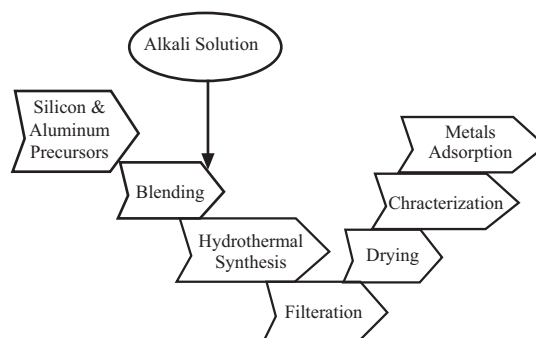 Alkali Solution
Silicon &
Aluminum
Precursors
Blending
Hydrothermal
Synthesis
Filteration
Drying
Chracterization
Metals
Adsorption